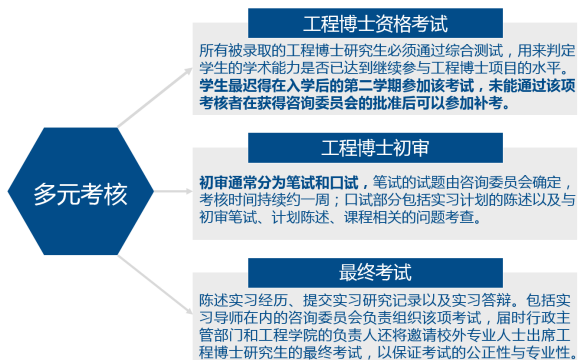 多元考核
工程博士资格考试
所有被录取的工程博士研究生必须通过综合测试，用来判定
学生的学术能力是否已达到继续参与工程博士项目的水平。
学生最迟得在入学后的第二学期参加该考试，未能通过该项
考核者在获得咨询委员会的批准后可以参加补考。
工程博士初审
初审通常分为笔试和口试，笔试的试题由咨询委员会确定，
考核时间持续约一周；口试部分包括实习计划的陈述以及与
初审笔试、计划陈述、课程相关的问题考查。
最终考试
陈述实习经历、提交实习研究记录以及实习答辩。包括实
习导师在内的咨询委员会负责组织该项考试，届时行政主
管部门和工程学院的负责人还将邀请校外专业人士出席工
程博士研究生的最终考试，以保证考试的公正性与专业性。